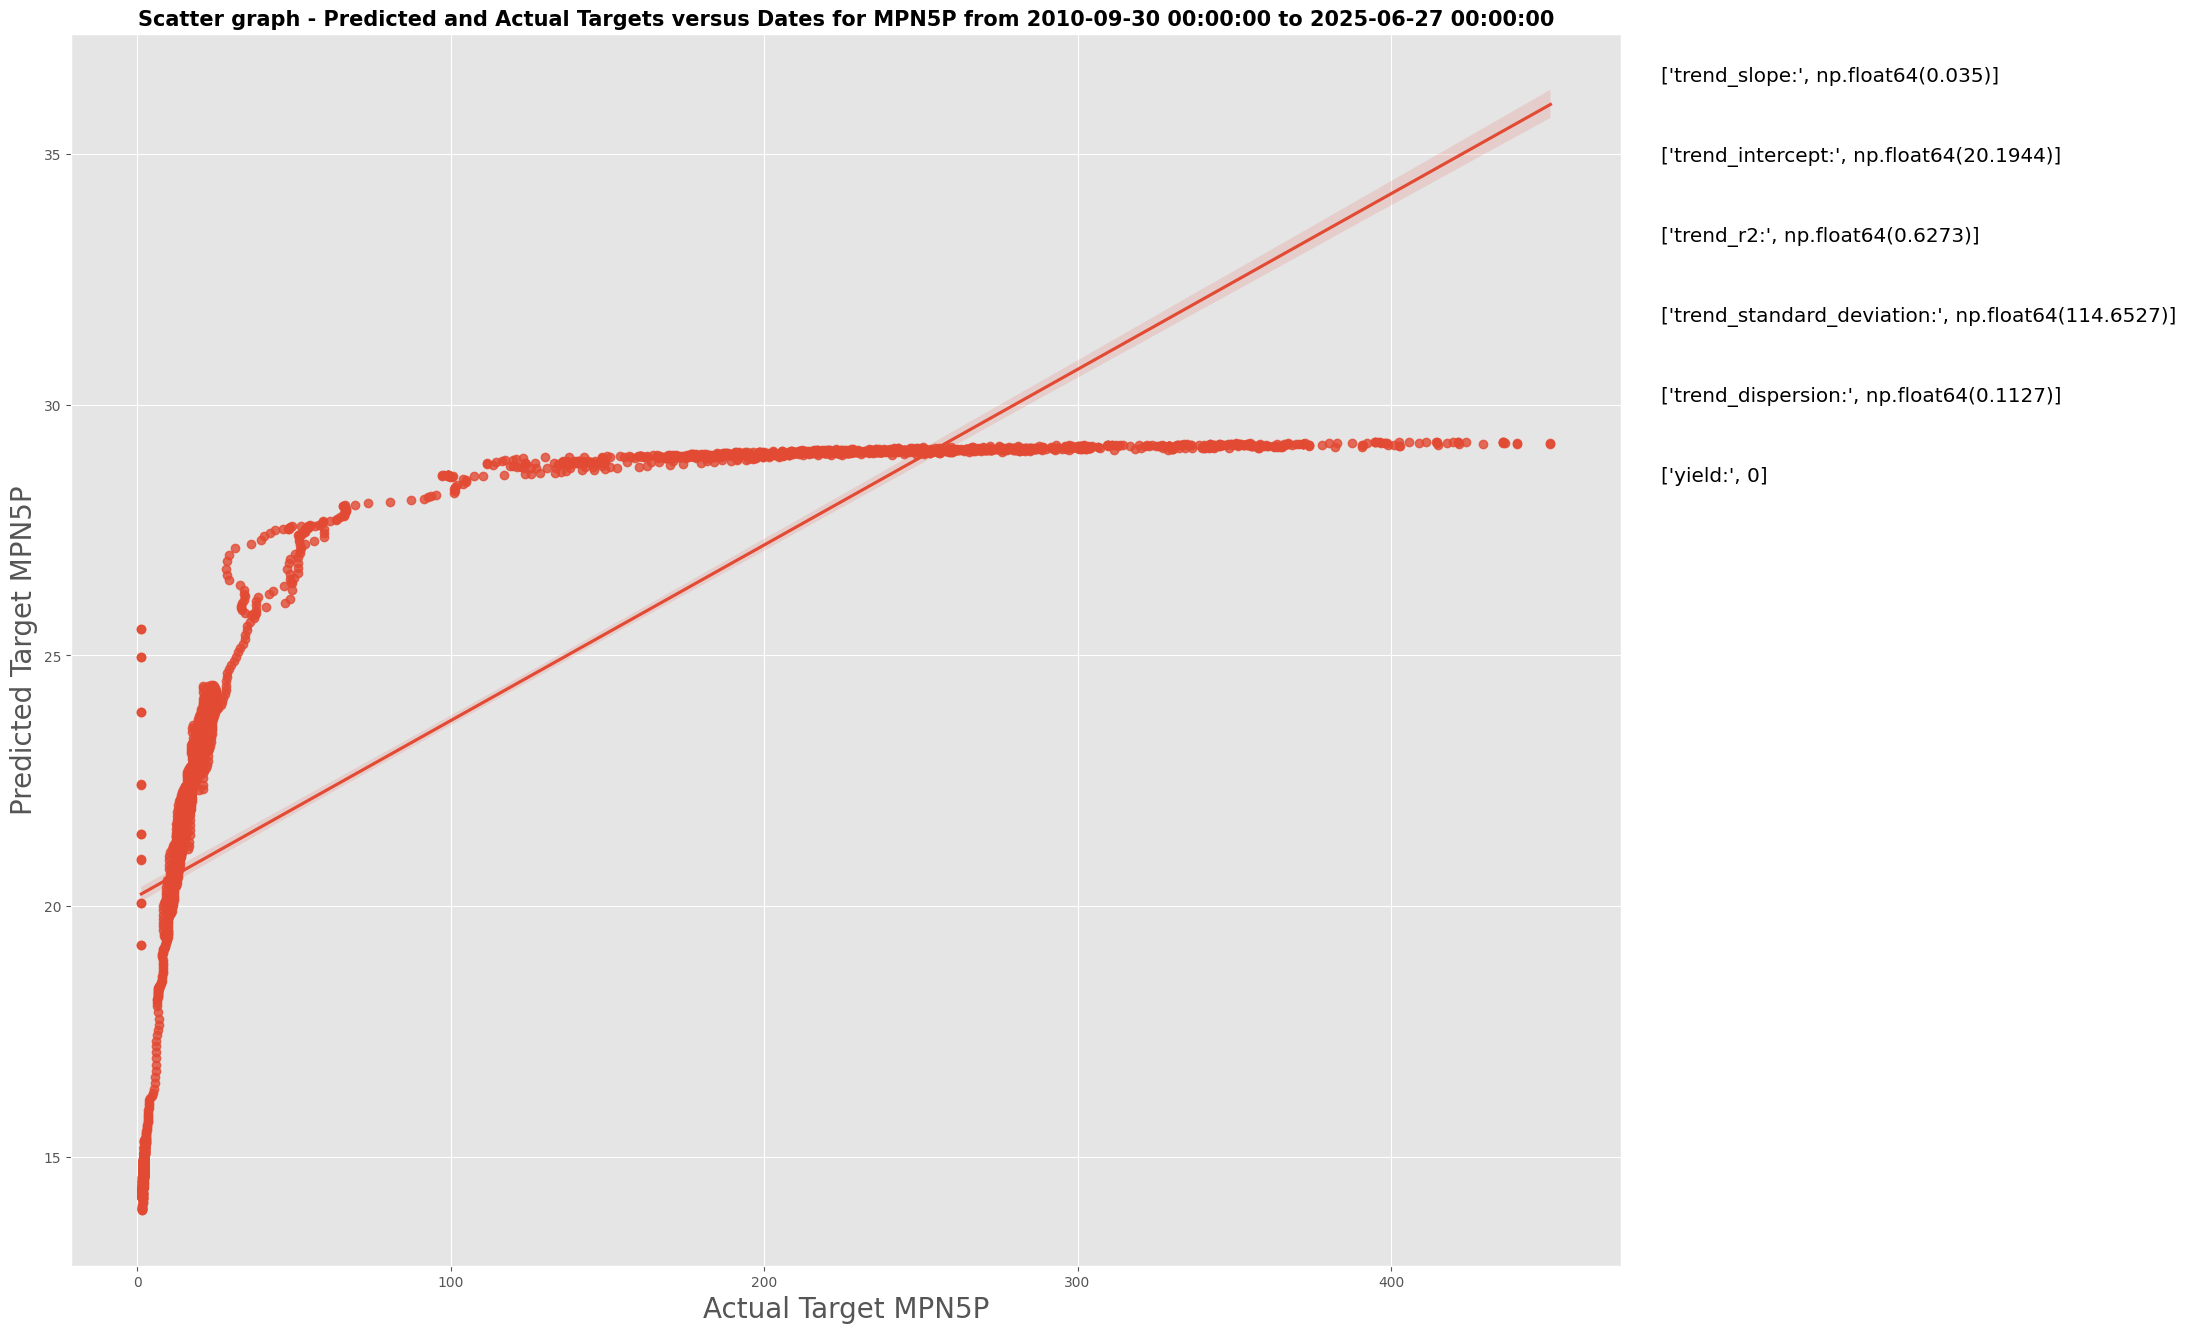 Scatter graph - Predicted and Actual Targets versus Dates for MPN5P from 2010-09-30 00:00:00 to 2025-06-27 00:00:00
['trend_slope:', np.float64(0.035)]
['trend_intercept:', np.float64(20.1944)]
['trend_r2:', np.float64(0.6273)]
['trend_standard_deviation:', np.float64(114.6527)]
['trend_dispersion:', np.float64(0.1127)]
['yield:', 0]
Predicted Target MPN5P
35
30
25
20
15
0 100 200 300 400
Actual Target MPN5P